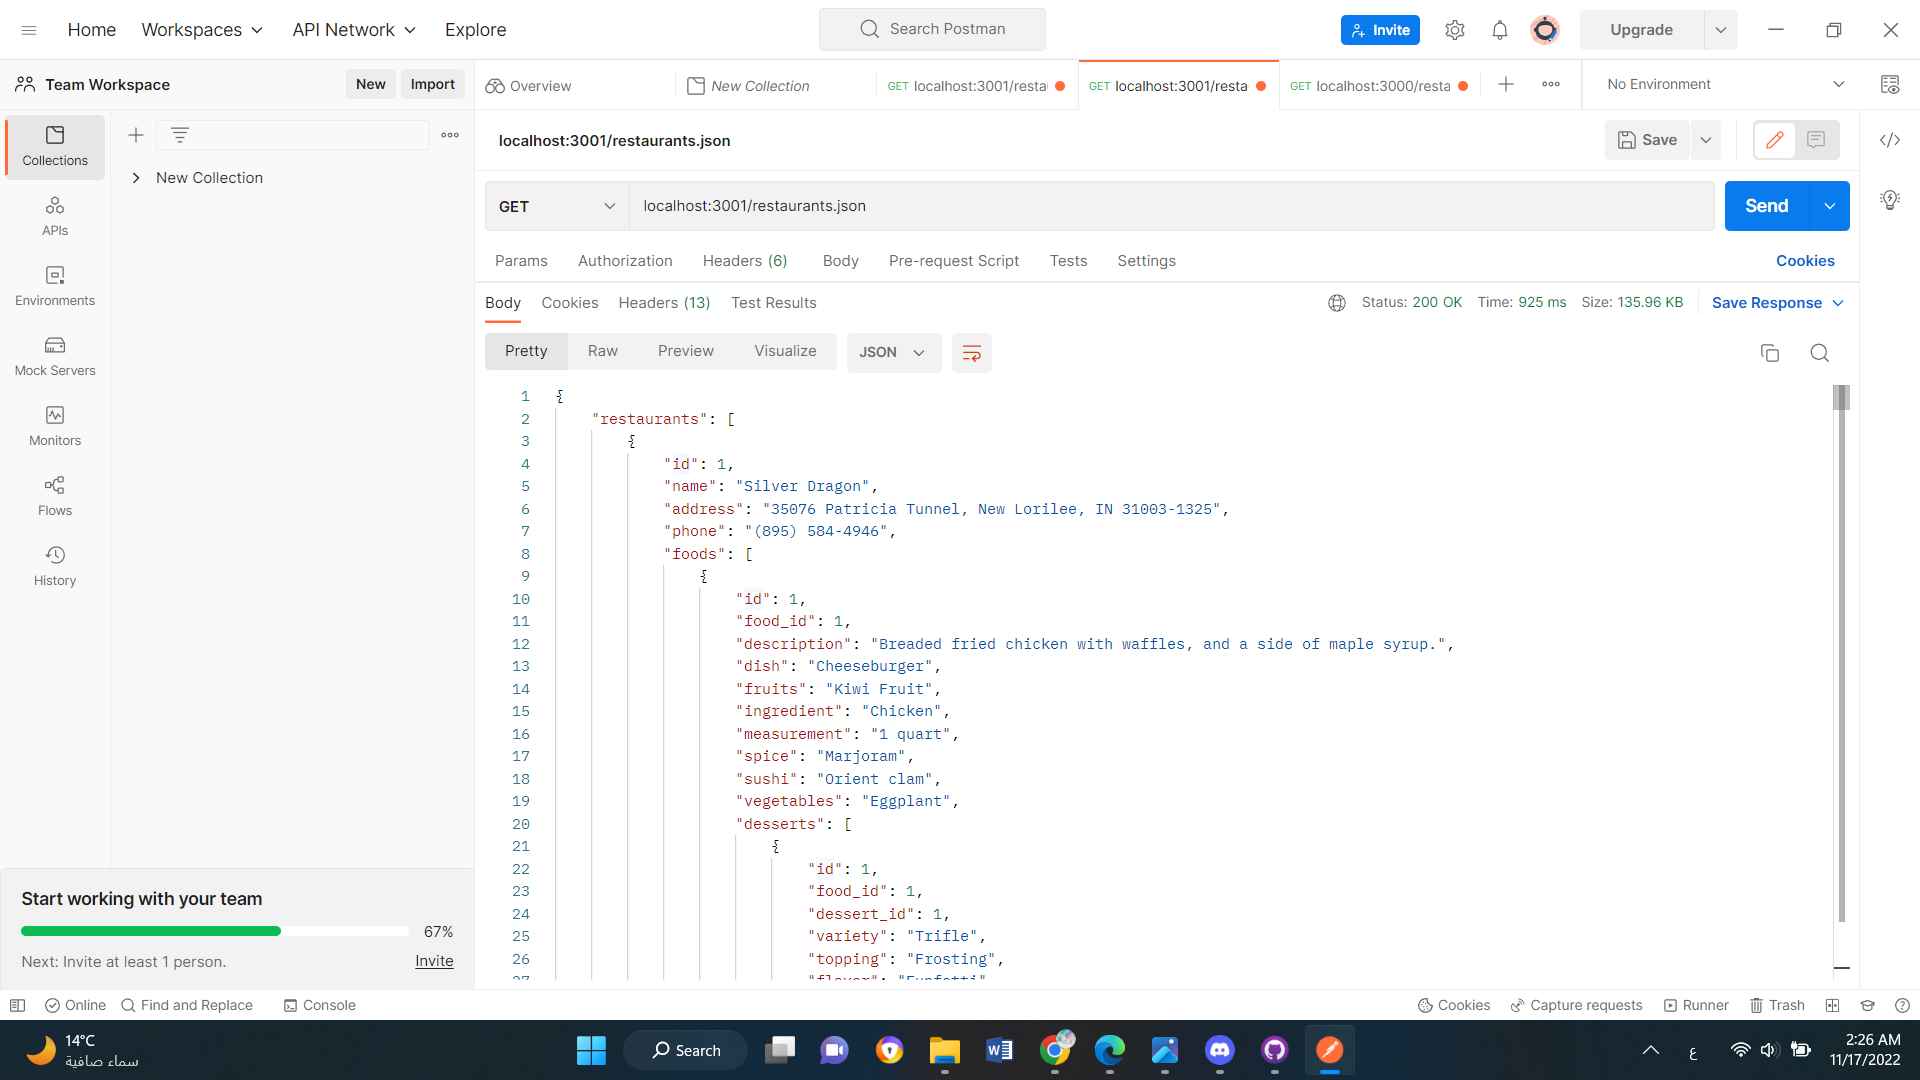 Home
Workspaces
API Network
Explore
Search Postman
Invite
Upgrade
Team Workspace
New
Import
Overview
New Collection
GET localhost:3001/resta
GET localhost:3001/resta
GET localhost:3000/resta
No Environment
Collections
APIs
Environments
Mock Servers
Monitors
Flows
History
New Collection
localhost:3001/restaurants.json
Save
GET
localhost:3001/restaurants.json
Send
Params
Authorization
Headers (6)
Body
Pre-request Script
Tests
Settings
Cookies
Body
Cookies
Headers (13)
Test Results
Status: 200 OK
Time: 925 ms
Size: 135.96 KB
Save Response
Pretty
Raw
Preview
Visualize
JSON
1 {
2 "restaurants": [
3 {
4 "id": 1,
5 "name": "Silver Dragon",
6 "address": "35076 Patricia Tunnel, New Lorilee, IN 31003-1325",
7 "phone": "(895) 584-4946",
8 "foods": [
9 {
10 "id": 1,
11 "food_id": 1,
12 "description": "Breaded fried chicken with waffles, and a side of maple syrup.",
13 "dish": "Cheeseburger",
14 "fruits": "Kiwi Fruit",
15 "ingredient": "Chicken",
16 "measurement": "1 quart",
17 "spice": "Marjoram",
18 "sushi": "Orient clam",
19 "vegetables": "Eggplant",
20 "desserts": [
21 {
22 "id": 1,
23 "food_id": 1,
24 "dessert_id": 1,
25 "variety": "Trifle",
26 "topping": "Frosting",
Start working with your team
67%
Next: Invite at least 1 person.
Invite
Online
Find and Replace
Console
Cookies
Capture requests
Runner
Trash
14°C
سماء صافية
Search
ع
2:26 AM
11/17/2022